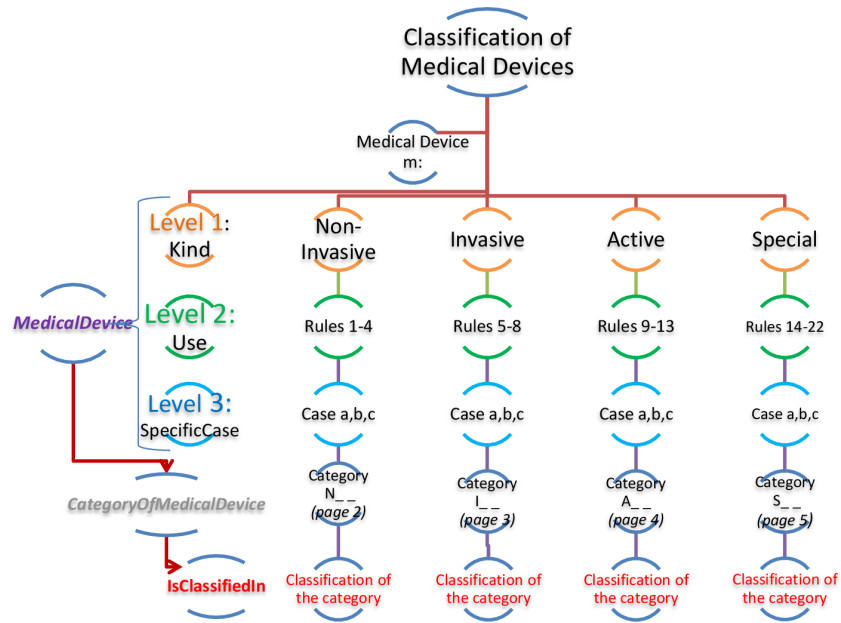 Classification of
Medical Devices
Medical Device
m:
Level 1:
Kind
Non-
Invasive
Invasive
Active
Special
MedicalDevice
Level 2:
Use
Rules 1-4
Rules 5-8
Rules 9-13
Rules 14-22
Level 3:
SpecificCase
Case a,b,c
Case a,b,c
Case a,b,c
Case a,b,c
CategoryOfMedicalDevice
Category
N_ _
(page 2)
Category
I_ _
(page 3)
Category
A_ _
(page 4)
Category
S_ _
(page 5)
IsClassifiedIn
Classification of
the category
Classification of
the category
Classification of
the category
Classification of
the category